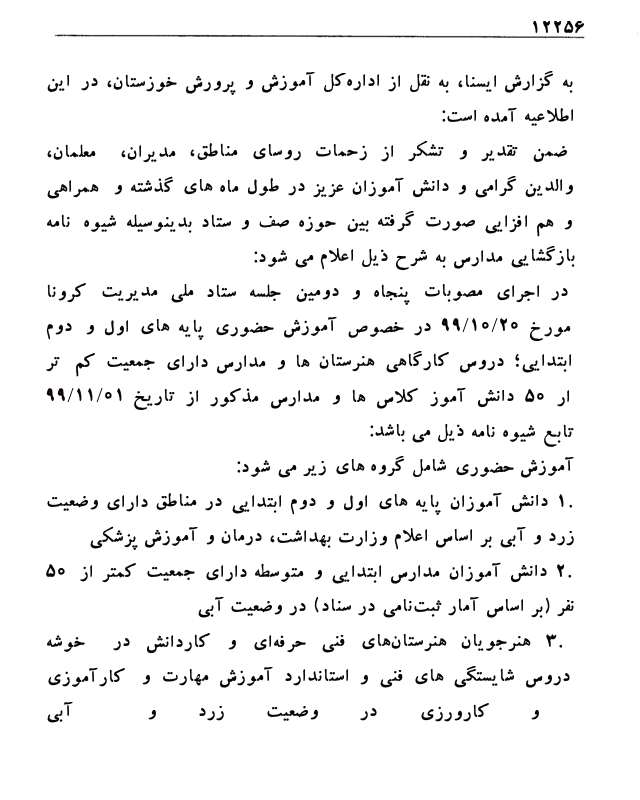 ۱۲۲۵۶
به گزارش ایسنا، به نقل از اداره‌کل آموزش و پرورش خوزستان، در این
اطلاعیه آمده است:
ضمن تقدیر و تشکر از زحمات روسای مناطق، مدیران، معلمان،
والدین گرامی و دانش آموزان عزیز در طول ماه های گذشته و همراهی
و هم افزایی صورت گرفته بین حوزه صف و ستاد بدینوسیله شیوه نامه
بازگشایی مدارس به شرح ذیل اعلام می شود:
در اجرای مصوبات پنجاه و دومین جلسه ستاد ملی مدیریت کرونا
مورخ ۹۹/۱۰/۲۰ در خصوص آموزش حضوری پایه های اول و دوم
ابتدایی؛ دروس کارگاهی هنرستان ها و مدارس دارای جمعیت کم تر
ار ۵۰ دانش آموز کلاس ها و مدارس مذکور از تاریخ ۹۹/۱۱/۰۱
تابع شیوه نامه ذیل می باشد:
آموزش حضوری شامل گروه های زیر می شود:
.۱ دانش آموزان پایه های اول و دوم ابتدایی در مناطق دارای وضعیت
زرد و آبی بر اساس اعلام وزارت بهداشت، درمان و آموزش پزشکی
.۲ دانش آموزان مدارس ابتدایی و متوسطه دارای جمعیت کمتر از ۵۰
نفر (بر اساس آمار ثبت‌نامی در سناد) در وضعیت آبی
.۳ هنرجویان هنرستان‌های فنی حرفه‌ای و کاردانش در خوشه
دروس شایستگی های فنی و استاندارد آموزش مهارت و کارآموزی
و کارورزی در وضعیت زرد و آبی